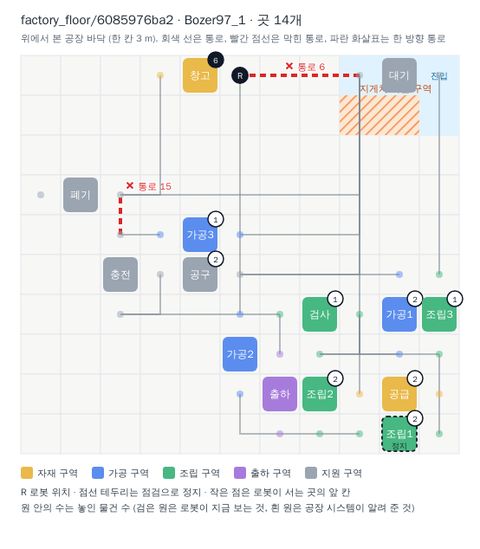 factory_floor/6085976ba2 · Bozer97_1 · 곳 14개
위에서 본 공장 바닥 (한 칸 3 m). 회색 선은 통로, 빨간 점선은 막힌 통로, 파란 화살표는 한 방향 통로
창고 6
R
✕ 통로 6
대기
진입
지게차 구역
폐기
✕ 통로 15
가공3 1
충전
공구 2
검사 1
가공1 2
조립3 1
가공2
출하
조립2 2
공급 2
조립1 2
정지
자재 구역 가공 구역 조립 구역 출하 구역 지원 구역
R 로봇 위치 · 점선 테두리는 점검으로 정지 · 작은 점은 로봇이 서는 곳의 앞 칸
원 안의 수는 놓인 물건 수 (검은 원은 로봇이 지금 보는 것, 흰 원은 공장 시스템이 알려 준 것)